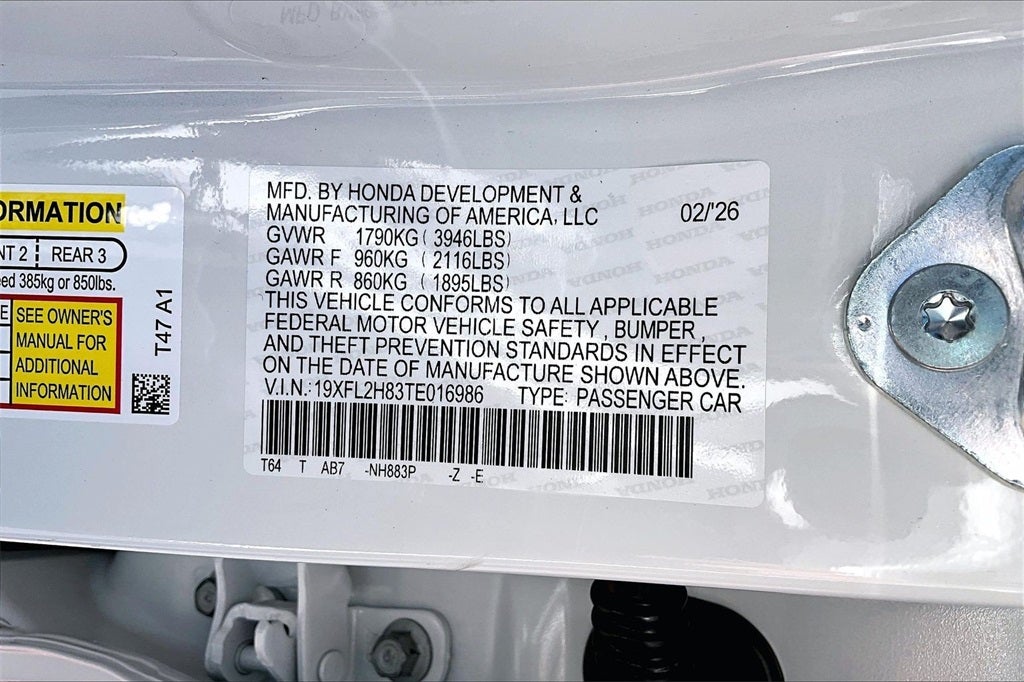 ORMATION
NT 2 REAR 3
eed 385kg or 850lbs.
E SEE OWNER'S
MANUAL FOR
ADDITIONAL
INFORMATION
T47 A1
MFD. BY HONDA DEVELOPMENT &
MANUFACTURING OF AMERICA, LLC 02/'26
GVWR 1790KG ( 3946LBS)
GAWR F 960KG ( 2116LBS)
GAWR R 860KG ( 1895LBS)
THIS VEHICLE CONFORMS TO ALL APPLICABLE
FEDERAL MOTOR VEHICLE SAFETY , BUMPER ,
AND THEFT PREVENTION STANDARDS IN EFFECT
ON THE DATE OF MANUFACTURE SHOWN ABOVE.
V.I.N.: 19XFL2H83TE016986 TYPE: PASSENGER CAR
T64 T AB7 -NH883P -Z -E